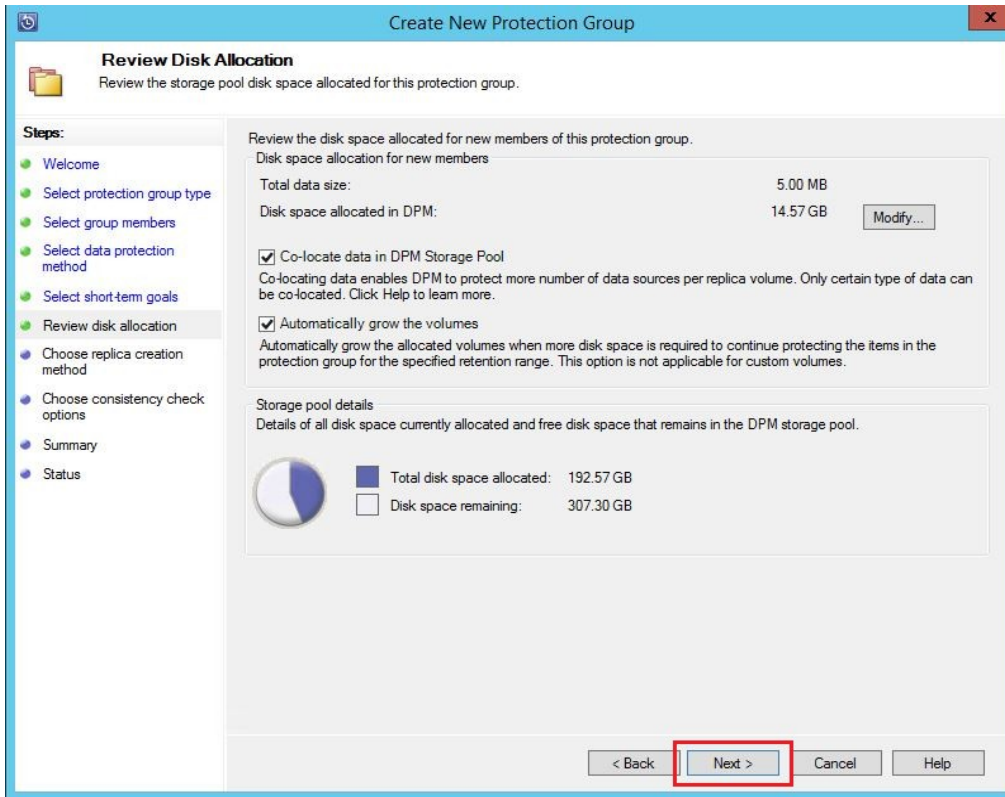 Create New Protection Group
x
Review Disk Allocation
Review the storage pool disk space allocated for this protection group.
Steps:
Welcome
Select protection group type
Select group members
Select data protection
method
Select short-term goals
Review disk allocation
Choose replica creation
method
Choose consistency check
options
Summary
Status
Review the disk space allocated for new members of this protection group.
Disk space allocation for new members
Total data size: 5.00 MB
Disk space allocated in DPM: 14.57 GB Modify...
Co-locate data in DPM Storage Pool
Co-locating data enables DPM to protect more number of data sources per replica volume. Only certain type of data can
be co-located. Click Help to learn more.
Automatically grow the volumes
Automatically grow the allocated volumes when more disk space is required to continue protecting the items in the
protection group for the specified retention range. This option is not applicable for custom volumes.
Storage pool details
Details of all disk space currently allocated and free disk space that remains in the DPM storage pool.
Total disk space allocated: 192.57 GB
Disk space remaining: 307.30 GB
< Back Next > Cancel Help